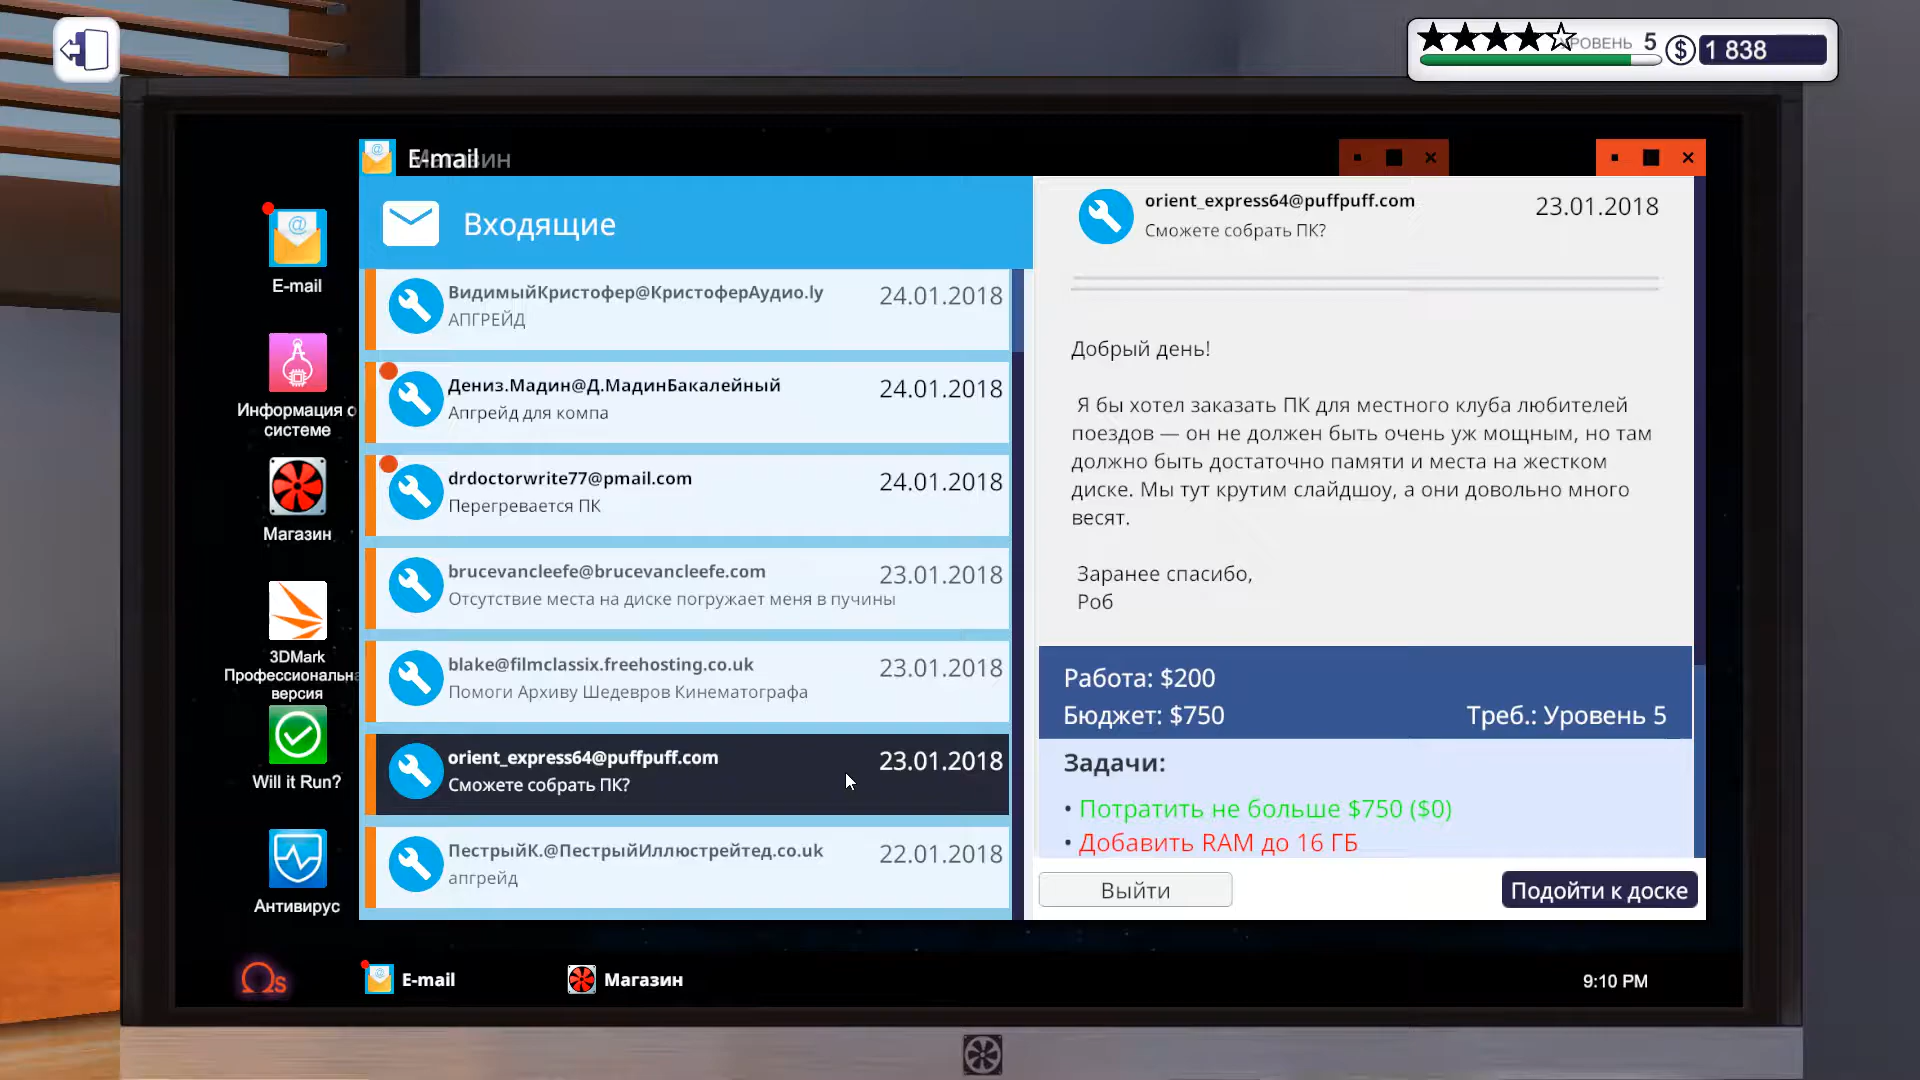 УРОВЕНЬ 5
1 838
E-mail
E-mail
Информация о
системе
Магазин
3DMark
Профессиональна
версия
Will it Run?
Антивирус
Входящие
ВидимыйКристофер@КристоферАудио.ly
24.01.2018
АПГРЕЙД
Дениз.Мадин@Д.МадинБакалейный
24.01.2018
Апгрейд для компа
drdoctorwrite77@pmail.com
24.01.2018
Перегревается ПК
brucevancleefe@brucevancleefe.com
23.01.2018
Отсутствие места на диске погружает меня в пучины
blake@filmclassix.freehosting.co.uk
23.01.2018
Помоги Архиву Шедевров Кинематографа
orient_express64@puffpuff.com
23.01.2018
Сможете собрать ПК?
ПестрыйК.@ПестрыйИллюстрейтед.co.uk
22.01.2018
апгрейд
orient_express64@puffpuff.com
23.01.2018
Сможете собрать ПК?
Добрый день!
Я бы хотел заказать ПК для местного клуба любителей
поездов — он не должен быть очень уж мощным, но там
должно быть достаточно памяти и места на жестком
диске. Мы тут крутим слайдшоу, а они довольно много
весят.
Заранее спасибо,
Роб
Работа: $200
Бюджет: $750
Треб.: Уровень 5
Задачи:
• Потратить не больше $750 ($0)
• Добавить RAM до 16 ГБ
Выйти
Подойти к доске
Ωs
E-mail
Магазин
9:10 PM